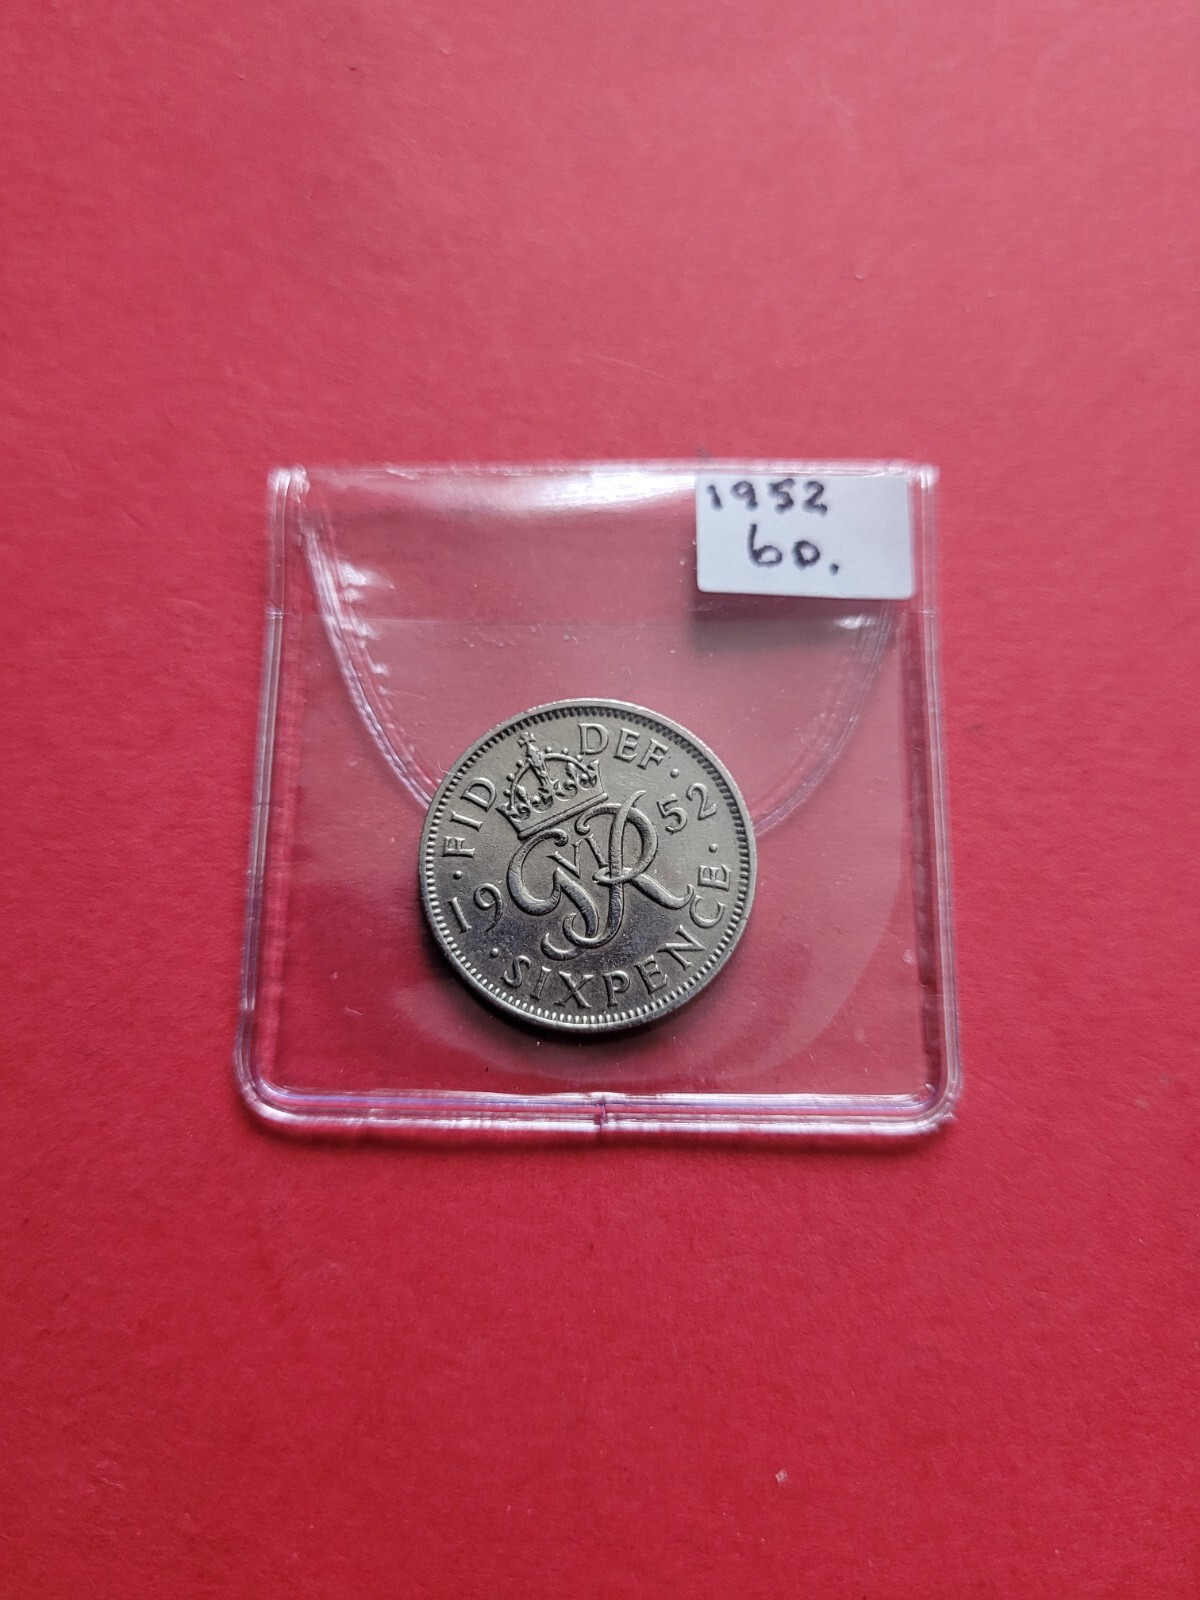 1952
6D.
· FID DEF ·
19 GVIR 52
· SIXPENCE ·